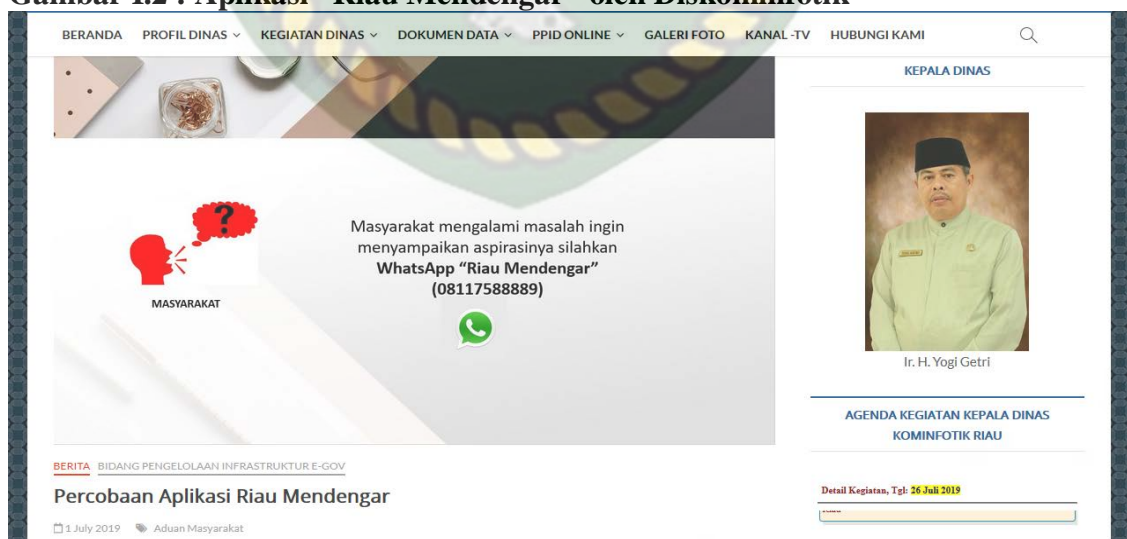 Gambar 1.2 : Aplikasi "Riau Mendengar" oleh Diskominfotik
BERANDA PROFIL DINAS KEGIATAN DINAS DOKUMEN DATA PPID ONLINE GALERI FOTO KANAL -TV HUBUNGI KAMI
KEPALA DINAS
?
MASYARAKAT
Masyarakat mengalami masalah ingin
menyampaikan aspirasinya silahkan
WhatsApp “Riau Mendengar”
(08117588889)
Ir. H. Yogi Getri
AGENDA KEGIATAN KEPALA DINAS
KOMINFOTIK RIAU
BERITA BIDANG PENGELOLAAN INFRASTRUKTUR E-GOV
Percobaan Aplikasi Riau Mendengar
1 July 2019 Aduan Masyarakat
Detail Kegiatan, Tgl: 26 Juli 2019